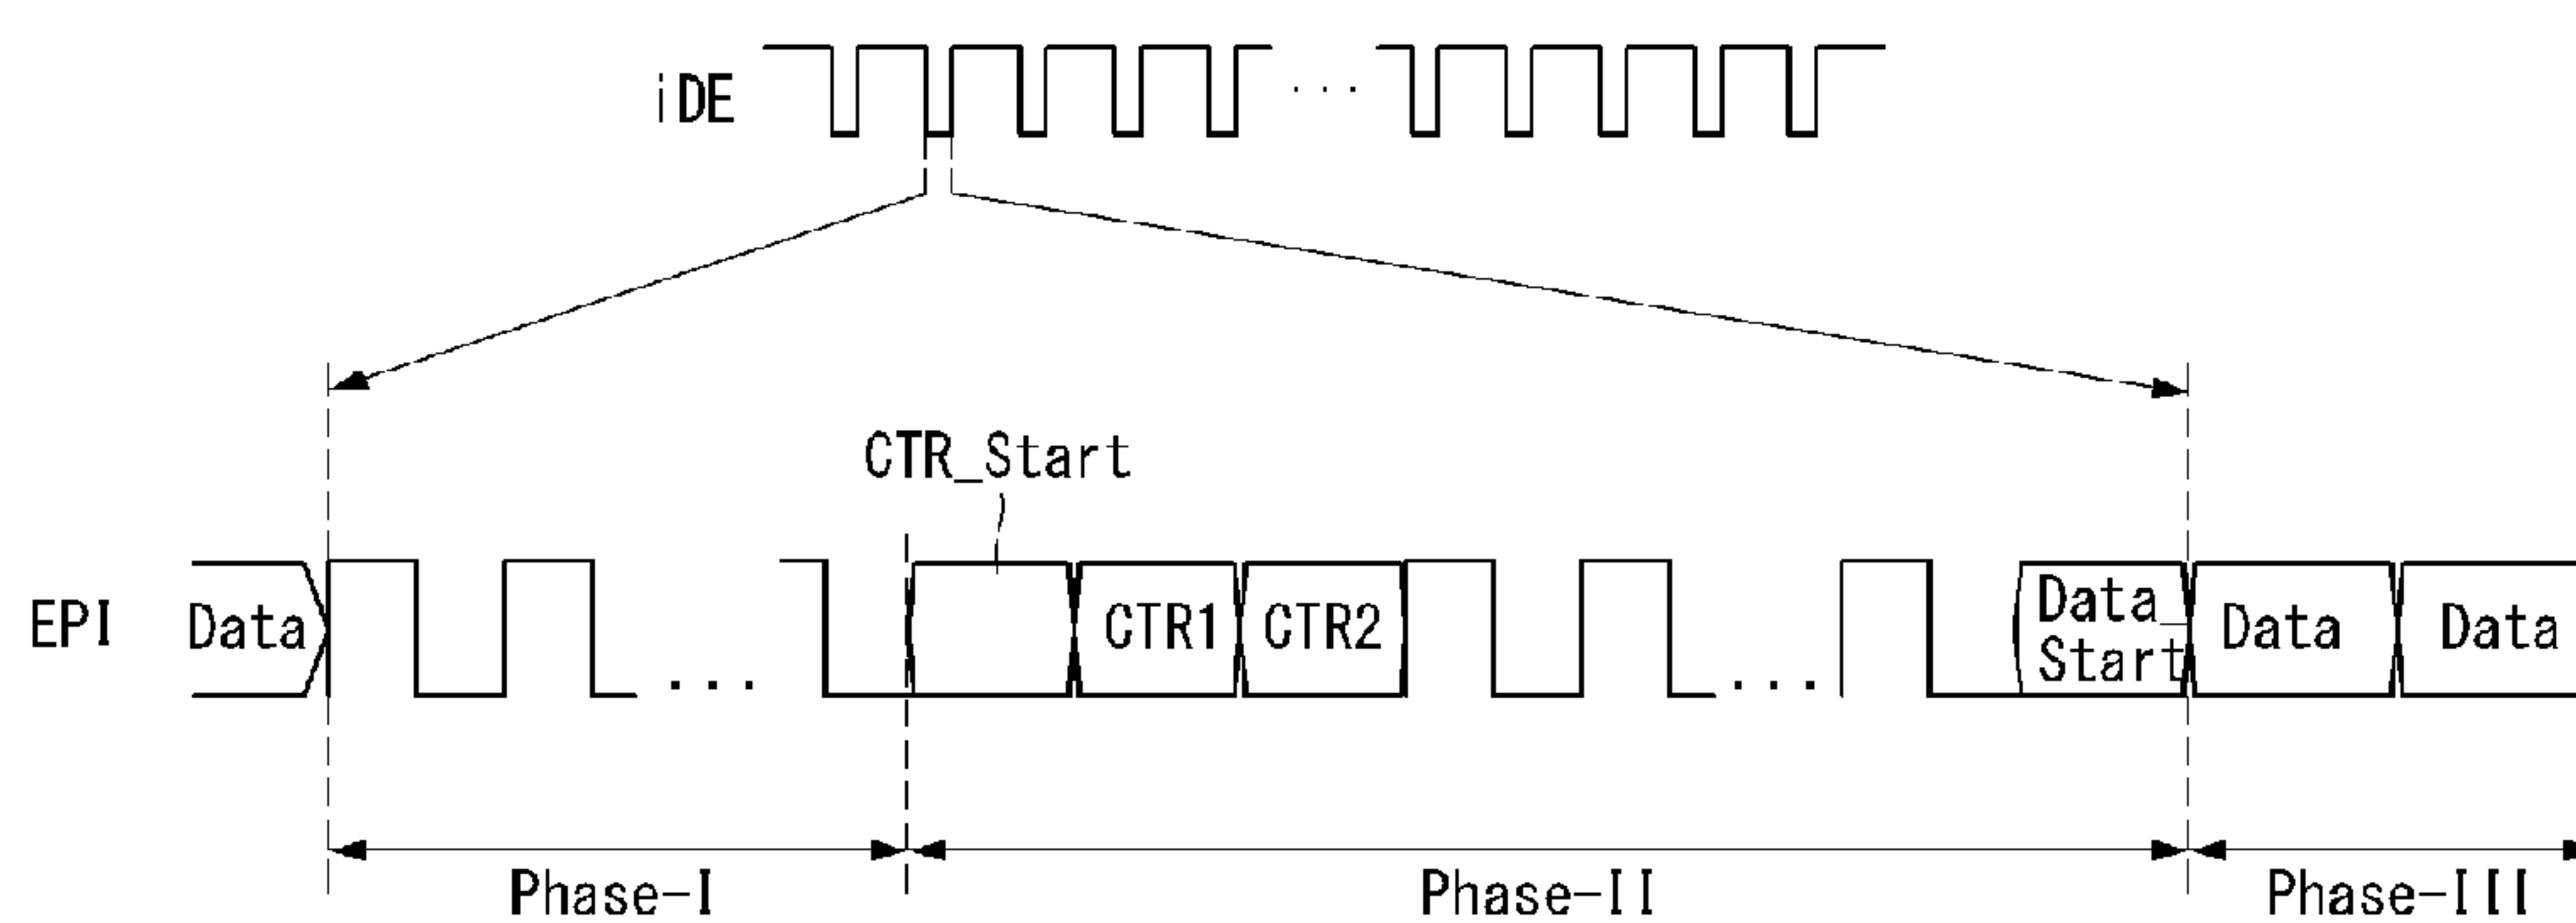 iDE
...
CTR_Start
EPI
Data
...
CTR1
CTR2
...
Data_
Start
Data
Data
Phase-I
Phase-II
Phase-III